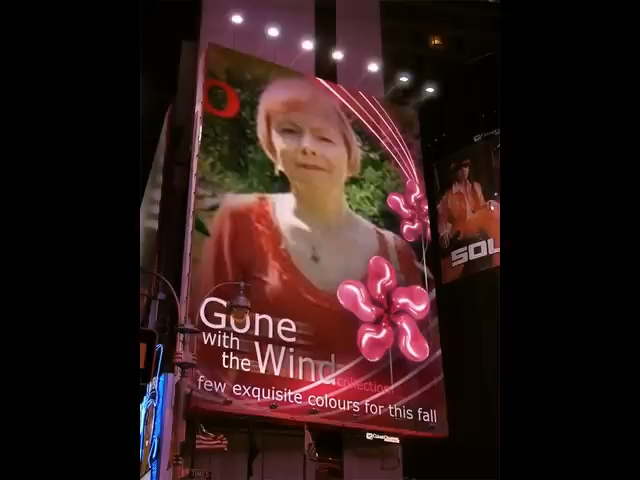 O
Gone
with
the Wind collection.
few exquisite colours for this fall
SOL